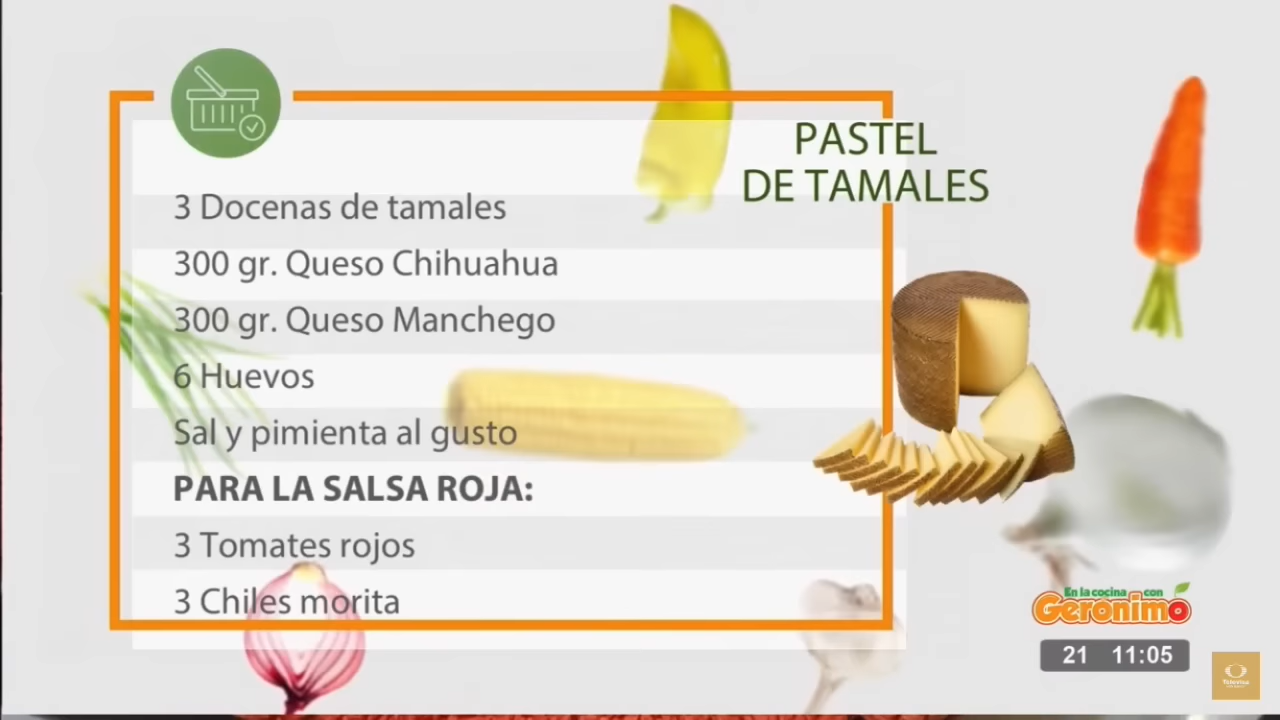 PASTEL
DE TAMALES
3 Docenas de tamales
300 gr. Queso Chihuahua
300 gr. Queso Manchego
6 Huevos
Sal y pimienta al gusto
PARA LA SALSA ROJA:
3 Tomates rojos
3 Chiles morita
En la cocina con
Gerónimo
21 11:05
Televisa